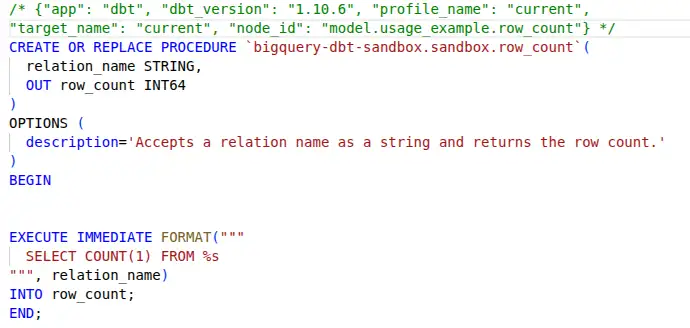 /* {"app": "dbt", "dbt_version": "1.10.6", "profile_name": "current",
"target_name": "current", "node_id": "model.usage_example.row_count"} */
CREATE OR REPLACE PROCEDURE `bigquery-dbt-sandbox.sandbox.row_count`(
  relation_name STRING,
  OUT row_count INT64
)
OPTIONS (
  description='Accepts a relation name as a string and returns the row count.'
)
BEGIN


EXECUTE IMMEDIATE FORMAT("""
  SELECT COUNT(1) FROM %s
""", relation_name)
INTO row_count;
END;